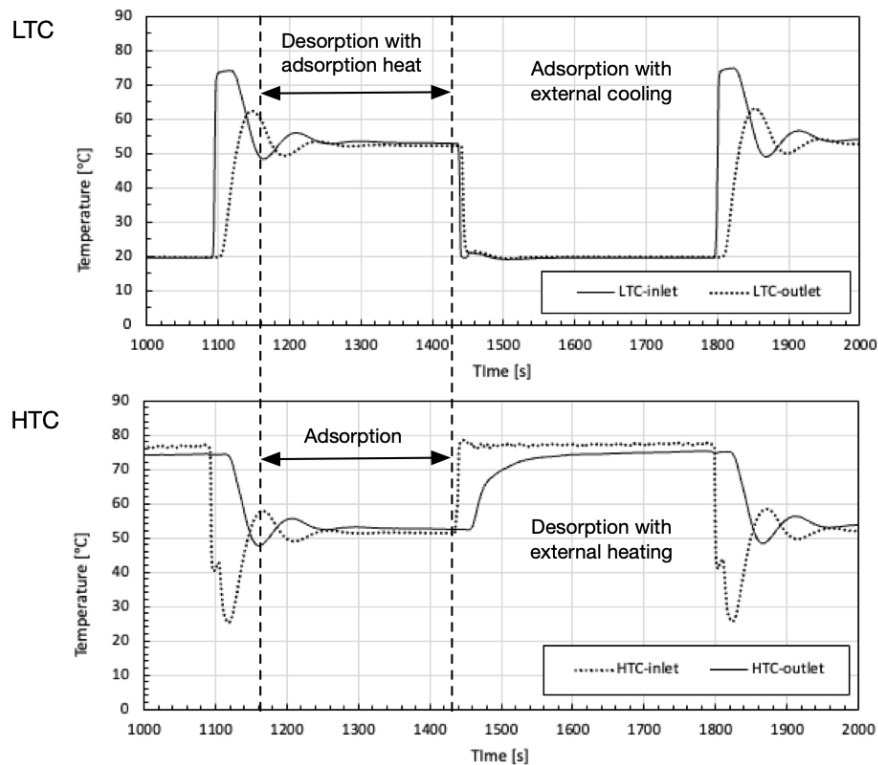 LTC
90
80
70
60
50
40
30
20
10
0
Temperature [°C]
Desorption with
adsorption heat
Adsorption with
external cooling
LTC-inlet
LTC-outlet
1000 1100 1200 1300 1400 1500 1600 1700 1800 1900 2000
TIme [s]
HTC
90
80
70
60
50
40
30
20
10
0
Temperature [°C]
Adsorption
Desorption with
external heating
HTC-inlet
HTC-outlet
1000 1100 1200 1300 1400 1500 1600 1700 1800 1900 2000
TIme [s]